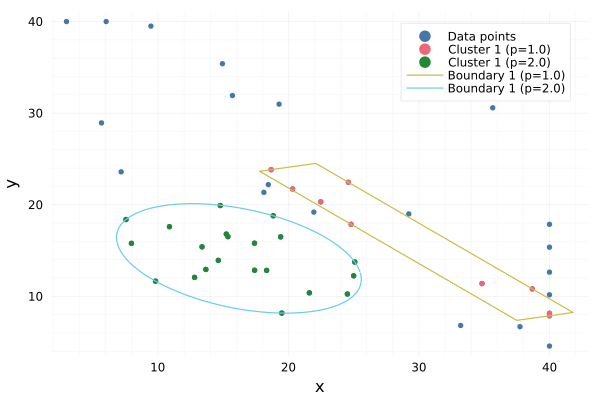 40
30
20
10
y
10
20
30
40
x
Data points
Cluster 1 (p=1.0)
Cluster 1 (p=2.0)
Boundary 1 (p=1.0)
Boundary 1 (p=2.0)